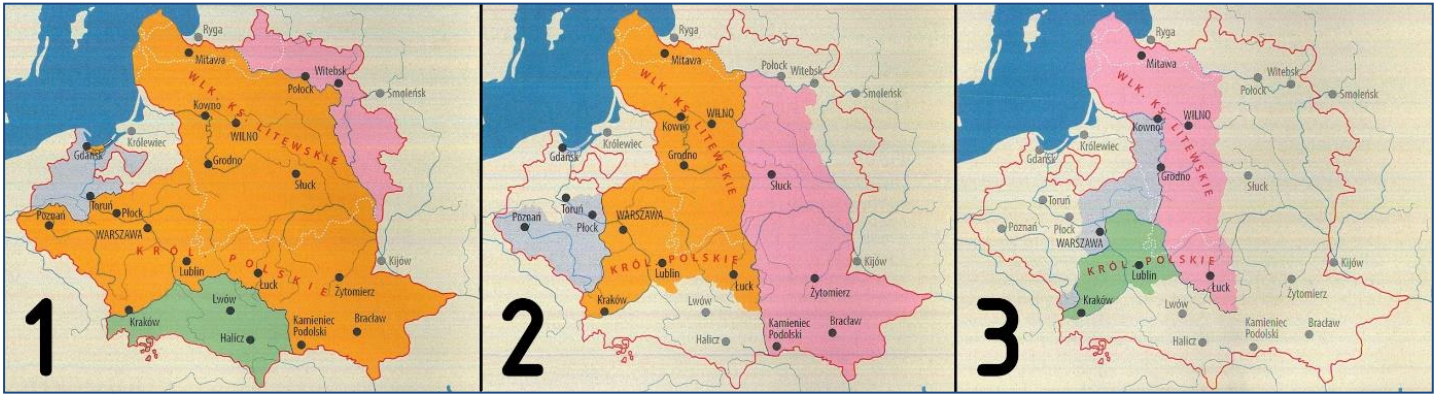 Ryga
Mitawa
Witebsk
Połock
Smoleńsk
WLK. KS. LITEWSKIE
Kowno
WILNO
Królewiec
Gdańsk
Grodno
Słuck
Toruń
Płock
Poznań
WARSZAWA
KRÓL. POLSKIE
Kijów
Lublin
Łuck
Żytomierz
Lwów
Kraków
Kamieniec
Podolski
Bracław
Halicz
1
Ryga
Mitawa
Połock
Witebsk
Smoleńsk
WLK. KS. LITEWSKIE
WILNO
Kowno
Królewiec
Gdańsk
Grodno
Słuck
Toruń
Poznań
Płock
WARSZAWA
KRÓL. POLSKIE
Kijów
Lublin
Łuck
Żytomierz
Kraków
Lwów
Kamieniec
Podolski
Bracław
Halicz
2
Ryga
Mitawa
Witebsk
Połock
Smoleńsk
WLK. KS. LITEWSKIE
Kowno
WILNO
Królewiec
Gdańsk
Grodno
Słuck
Toruń
Płock
Poznań
WARSZAWA
KRÓL. POLSKIE
Kijów
Lublin
Łuck
Żytomierz
Kraków
Lwów
Kamieniec
Podolski
Bracław
Halicz
3